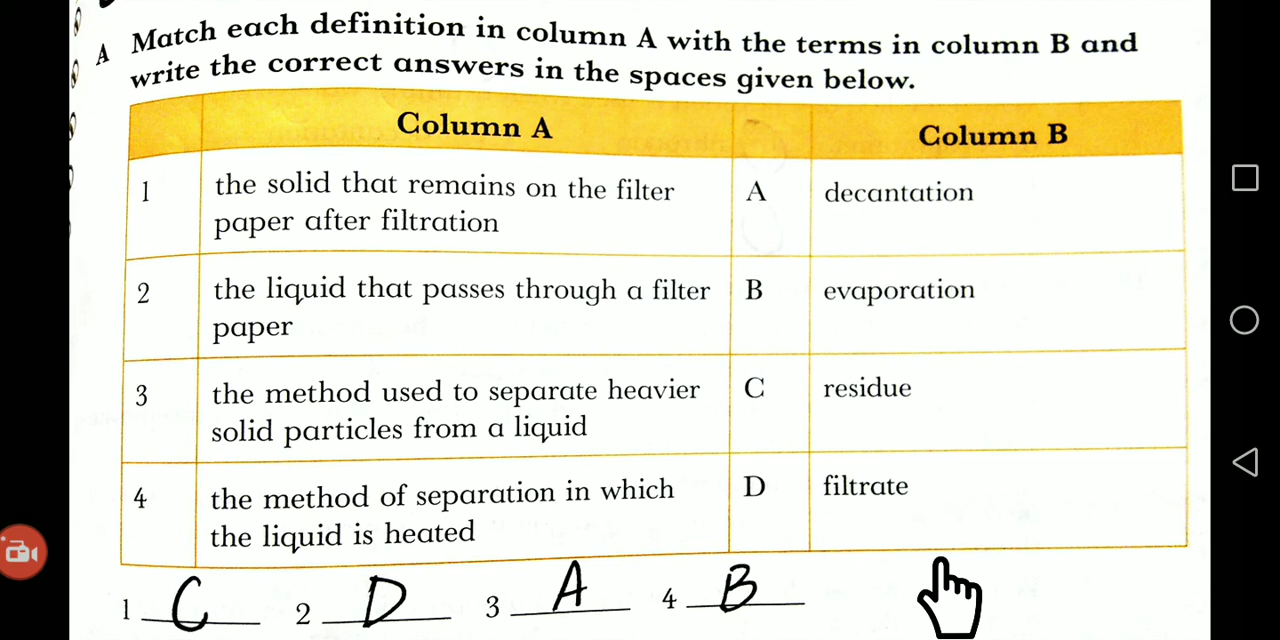 A Match each definition in column A with the terms in column B and
write the correct answers in the spaces given below.
Column A Column B
1 the solid that remains on the filter A decantation
paper after filtration
2 the liquid that passes through a filter B evaporation
paper
3 the method used to separate heavier C residue
solid particles from a liquid
4 the method of separation in which D filtrate
the liquid is heated
1 C 2 D 3 A 4 B